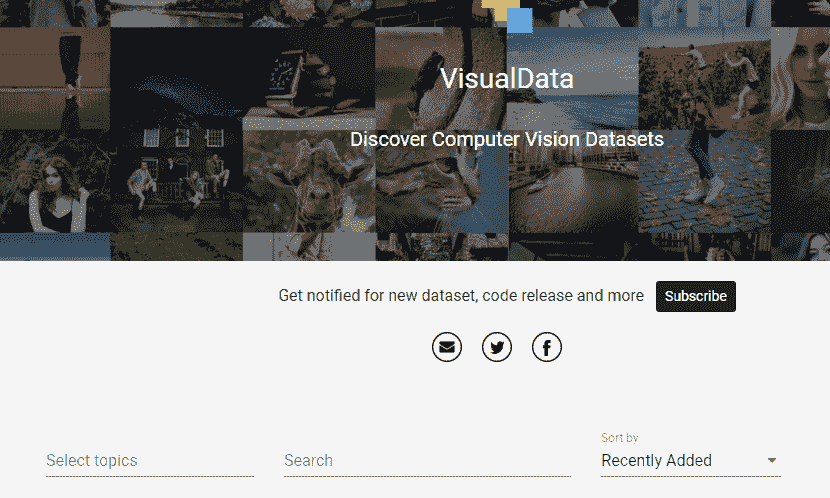 VisualData
Discover Computer Vision Datasets
Get notified for new dataset, code release and more Subscribe
Sort by
Select topics Search Recently Added